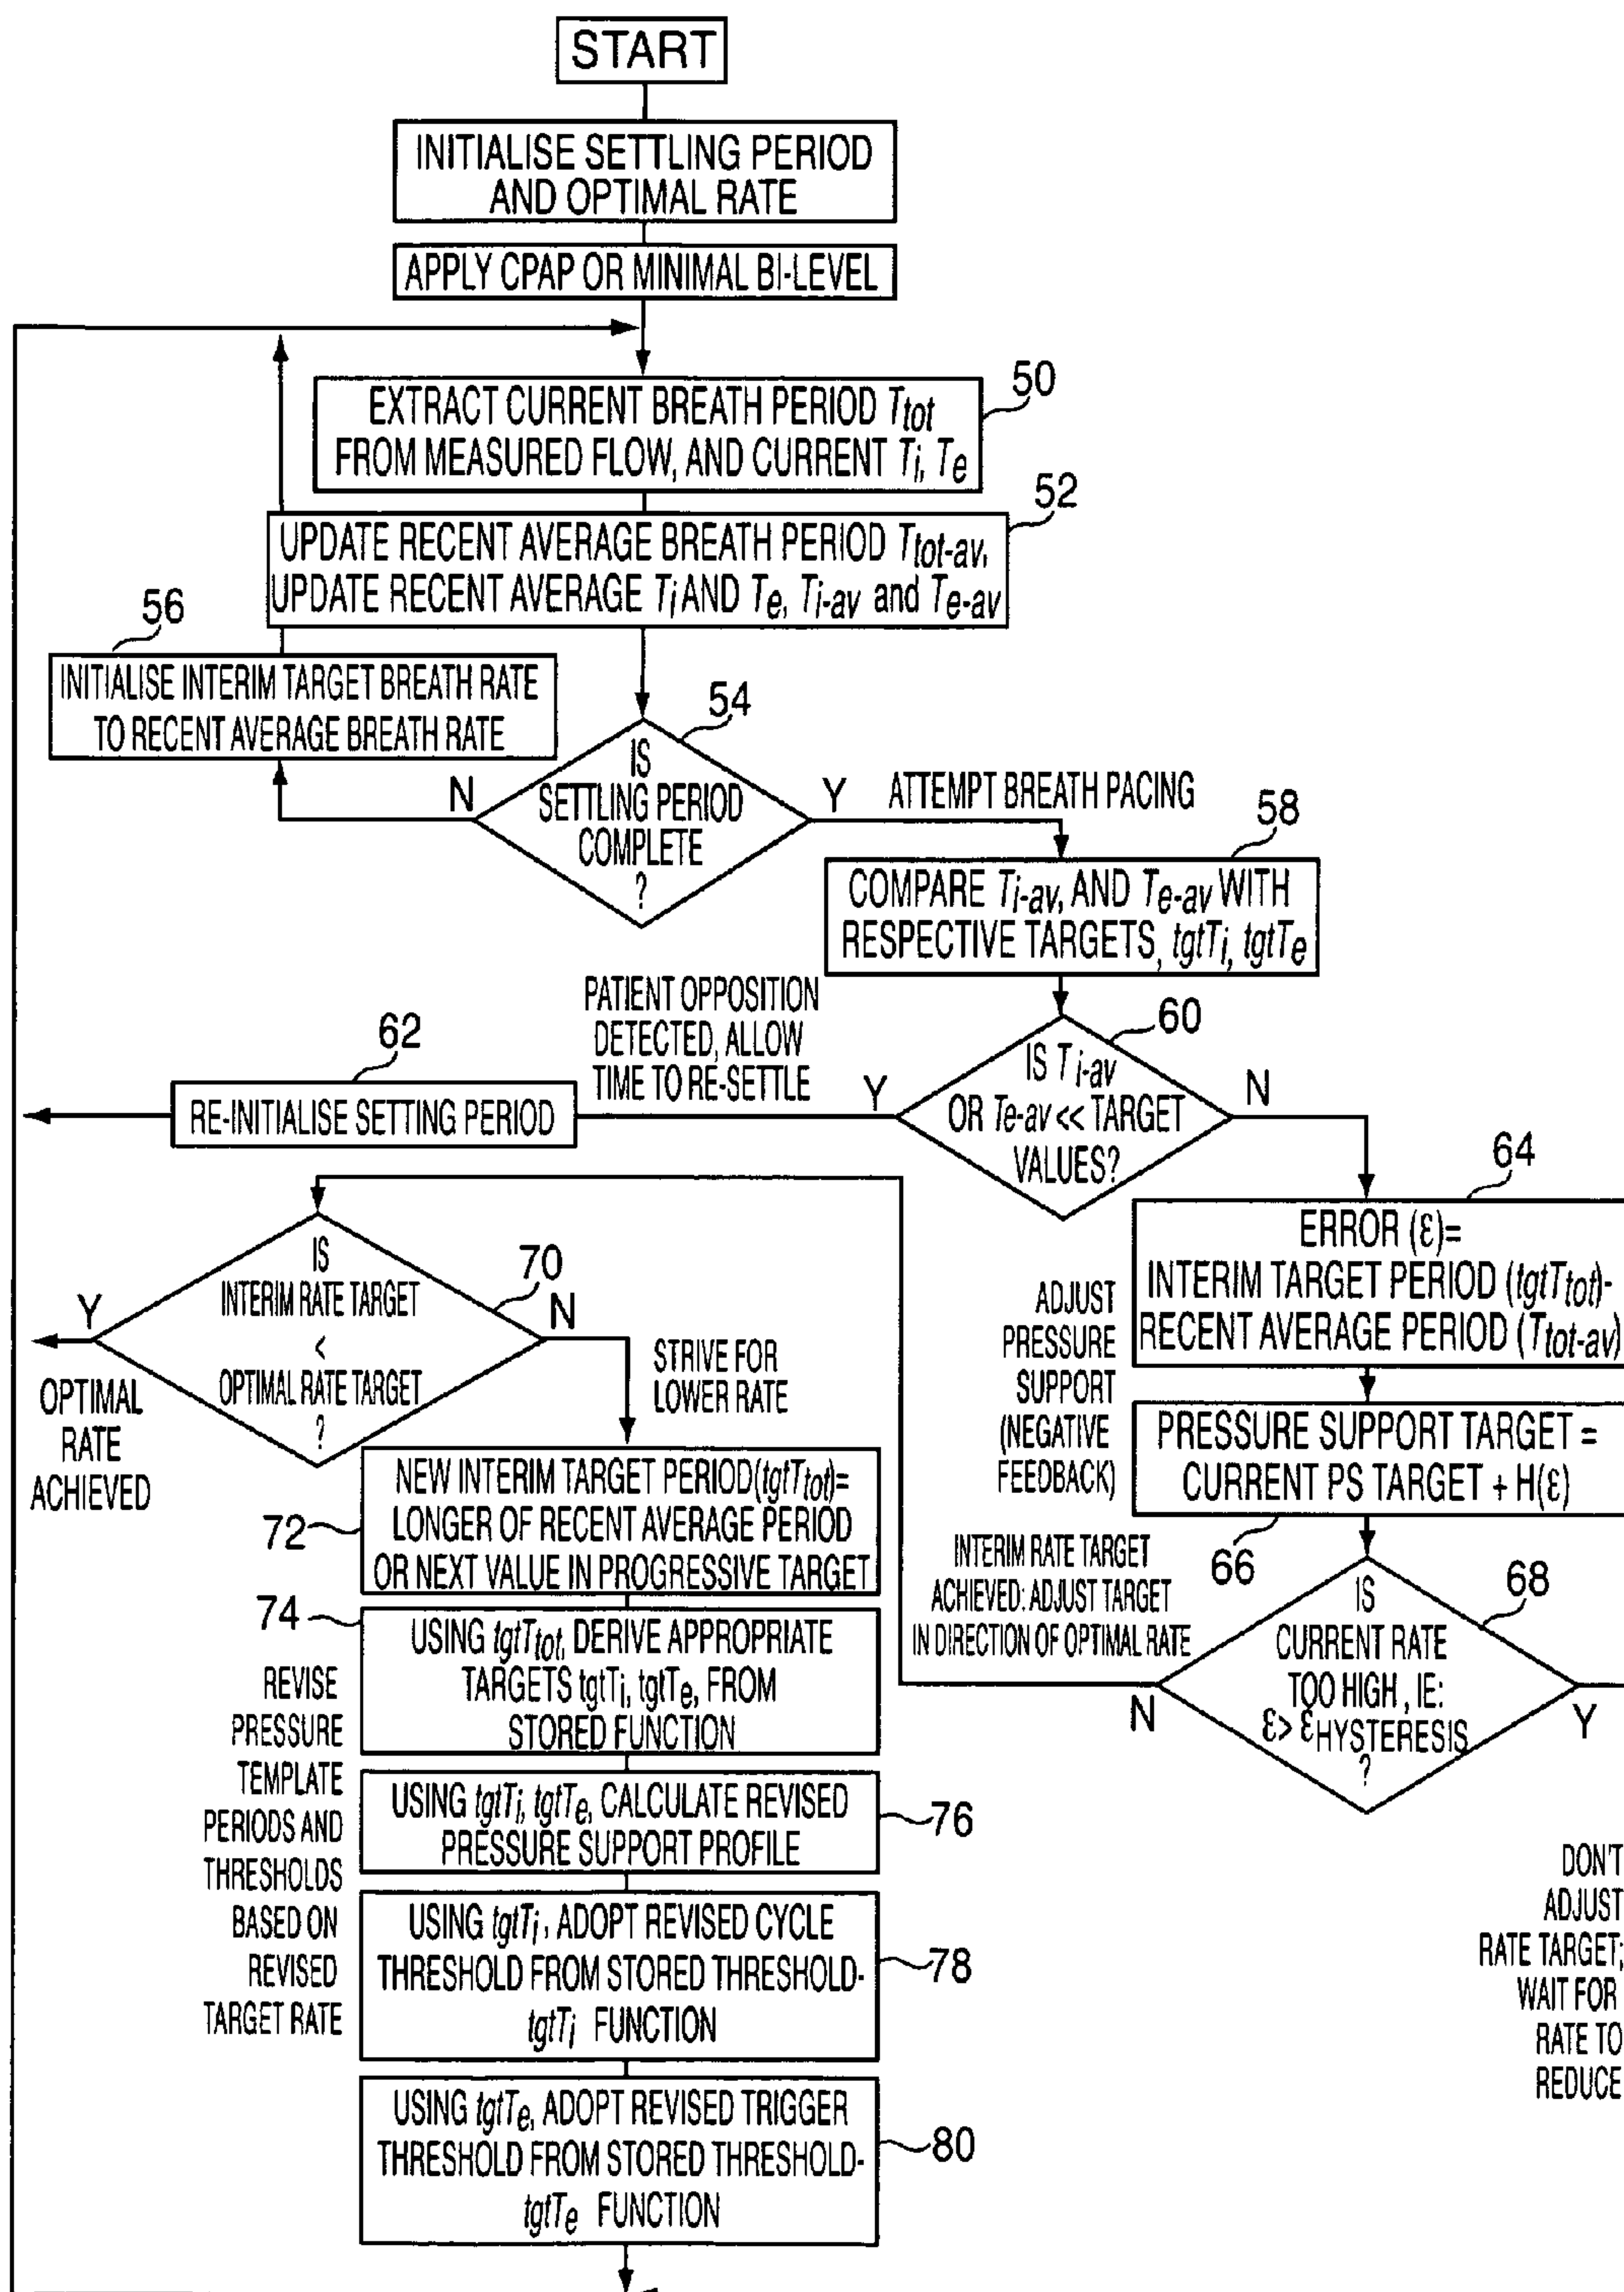 START
INITIALISE SETTLING PERIOD
AND OPTIMAL RATE
APPLY CPAP OR MINIMAL BI-LEVEL
50
EXTRACT CURRENT BREATH PERIOD Ttot
FROM MEASURED FLOW, AND CURRENT Ti, Te
52
UPDATE RECENT AVERAGE BREATH PERIOD Ttot-av,
UPDATE RECENT AVERAGE Ti AND Te, Ti-av and Te-av
56
INITIALISE INTERIM TARGET BREATH RATE
TO RECENT AVERAGE BREATH RATE
54
IS
SETTLING PERIOD
COMPLETE
?
N
Y
ATTEMPT BREATH PACING
58
COMPARE Ti-av, AND Te-av WITH
RESPECTIVE TARGETS, tgtTi, tgtTe
60
IS Ti-av
OR Te-av << TARGET
VALUES?
Y
N
PATIENT OPPOSITION
DETECTED, ALLOW
TIME TO RE-SETTLE
62
RE-INITIALISE SETTING PERIOD
64
ERROR (ε)=
INTERIM TARGET PERIOD (tgtTtot)-
RECENT AVERAGE PERIOD (Ttot-av)
ADJUST
PRESSURE
SUPPORT
(NEGATIVE
FEEDBACK)
PRESSURE SUPPORT TARGET =
CURRENT PS TARGET + H(ε)
66
68
IS
CURRENT RATE
TOO HIGH, IE:
ε> εHYSTERESIS
?
N
Y
INTERIM RATE TARGET
ACHIEVED: ADJUST TARGET
IN DIRECTION OF OPTIMAL RATE
DON'T
ADJUST
RATE TARGET;
WAIT FOR
RATE TO
REDUCE
70
IS
INTERIM RATE TARGET
<
OPTIMAL RATE TARGET
?
Y
N
OPTIMAL
RATE
ACHIEVED
STRIVE FOR
LOWER RATE
72
NEW INTERIM TARGET PERIOD(tgtTtot)=
LONGER OF RECENT AVERAGE PERIOD
OR NEXT VALUE IN PROGRESSIVE TARGET
74
USING tgtTtot, DERIVE APPROPRIATE
TARGETS tgtTi, tgtTe, FROM
STORED FUNCTION
REVISE
PRESSURE
TEMPLATE
PERIODS AND
THRESHOLDS
BASED ON
REVISED
TARGET RATE
USING tgtTi, tgtTe, CALCULATE REVISED
PRESSURE SUPPORT PROFILE
76
USING tgtTi, ADOPT REVISED CYCLE
THRESHOLD FROM STORED THRESHOLD-
tgtTi FUNCTION
78
USING tgtTe, ADOPT REVISED TRIGGER
THRESHOLD FROM STORED THRESHOLD-
tgtTe FUNCTION
80